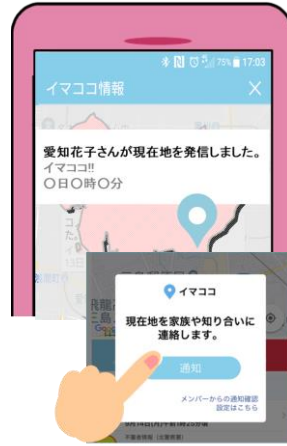 75% 17:03
イマココ情報
愛知花子さんが現在地を発信しました。
イマココ!!
〇日〇時〇分
イマココ
現在地を家族や知り合いに
連絡します。
通知
メンバーからの通知確認
設定はこちら